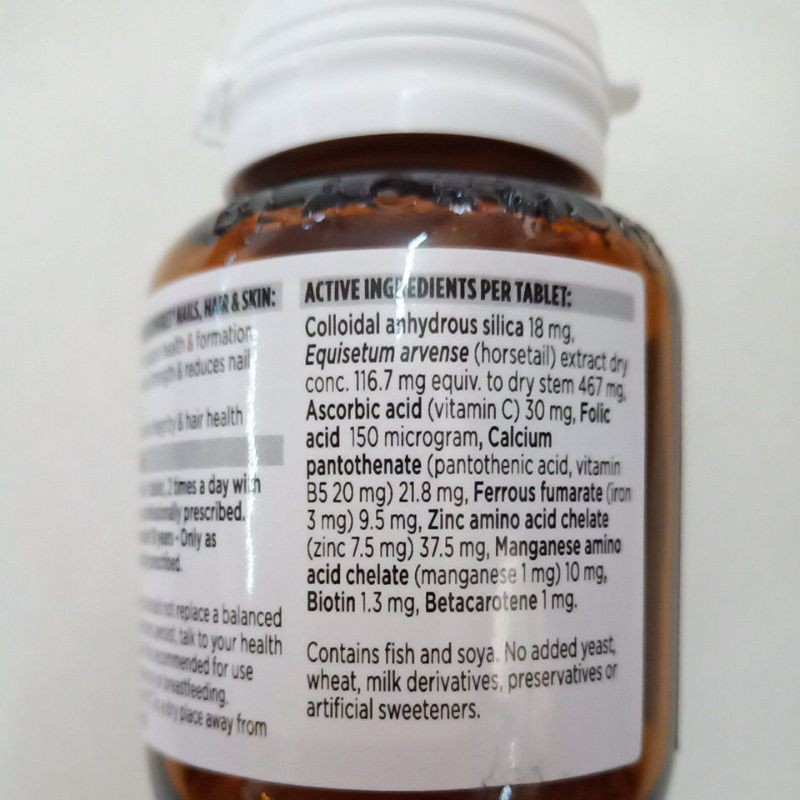 NAILS, HAIR & SKIN:
health & formation
& reduces nail
& hair health
2 times a day with
professionally prescribed.
years - Only as
prescribed.
not replace a balanced
talk to your health
recommended for use
breastfeeding.
dry place away from
ACTIVE INGREDIENTS PER TABLET:
Colloidal anhydrous silica 18 mg,
Equisetum arvense (horsetail) extract dry
conc. 116.7 mg equiv. to dry stem 467 mg,
Ascorbic acid (vitamin C) 30 mg, Folic
acid 150 microgram, Calcium
pantothenate (pantothenic acid, vitamin
B5 20 mg) 21.8 mg, Ferrous fumarate (iron
3 mg) 9.5 mg, Zinc amino acid chelate
(zinc 7.5 mg) 37.5 mg, Manganese amino
acid chelate (manganese 1 mg) 10 mg,
Biotin 1.3 mg, Betacarotene 1 mg.
Contains fish and soya. No added yeast,
wheat, milk derivatives, preservatives or
artificial sweeteners.